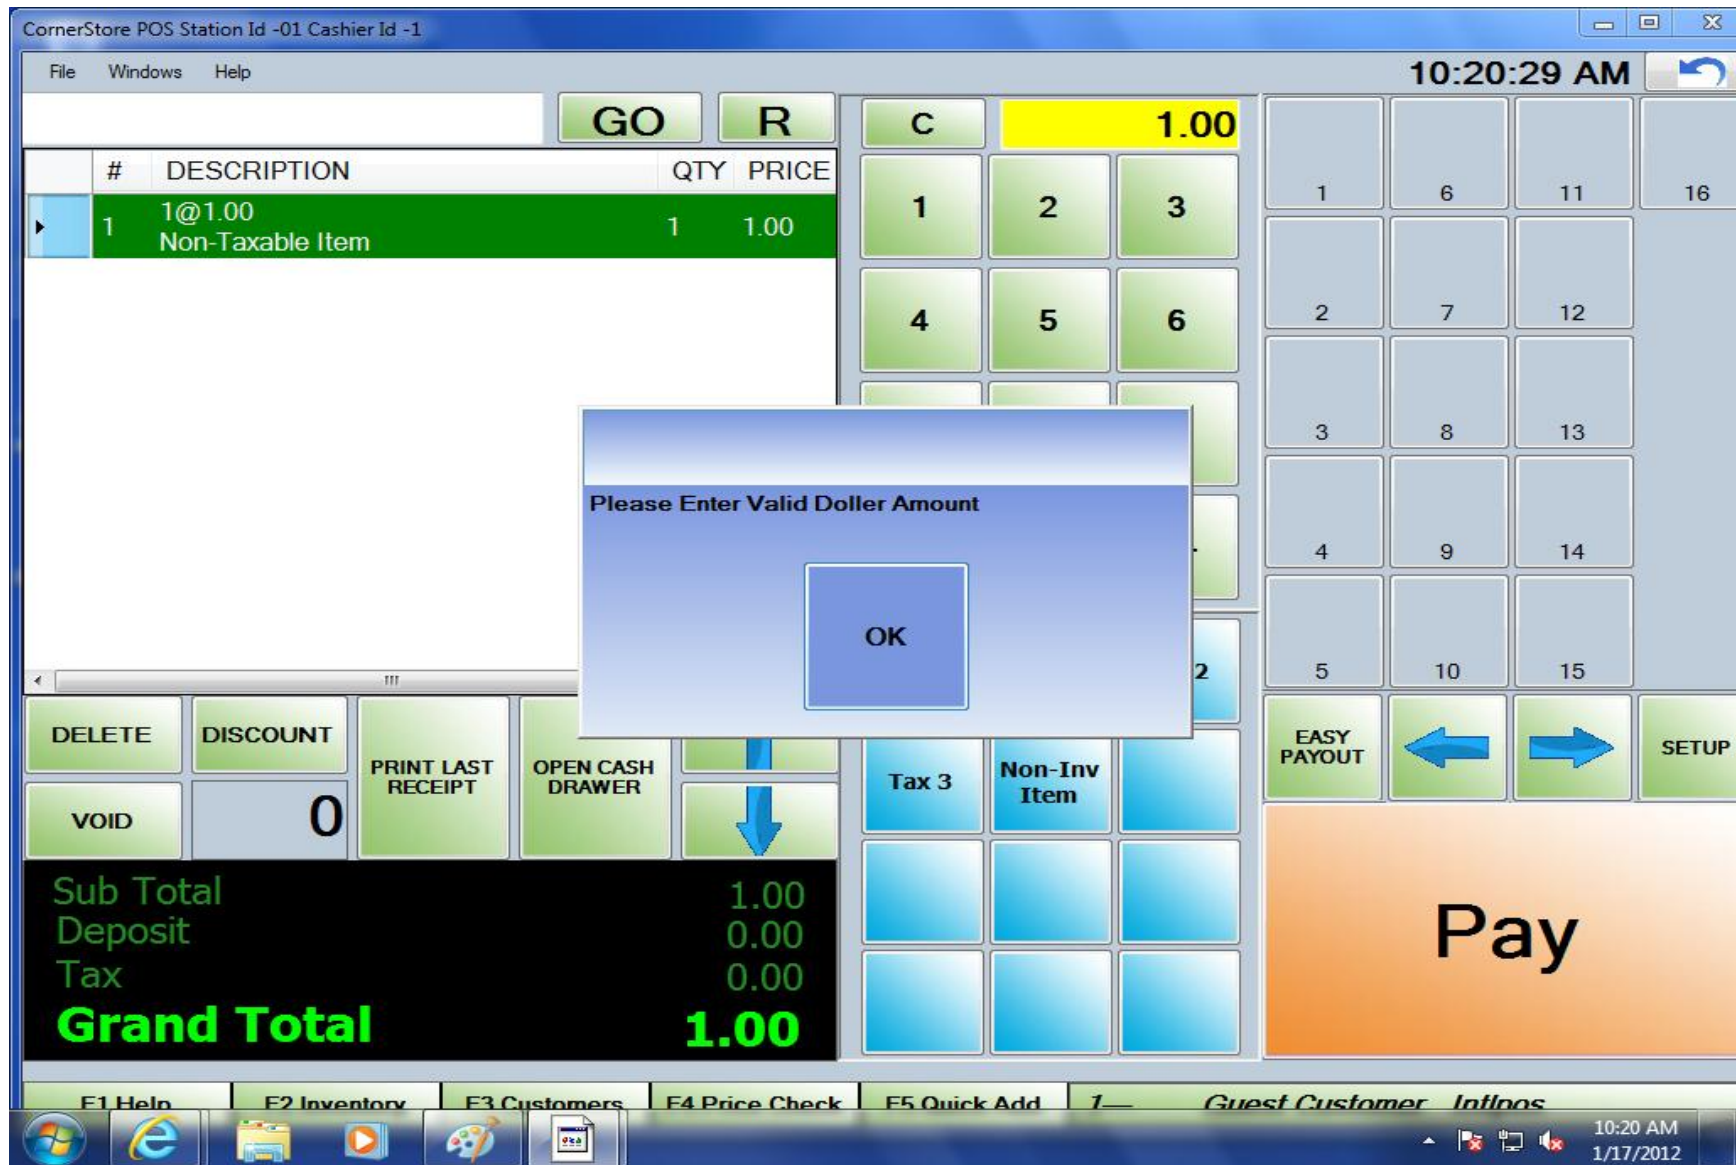 CornerStore POS Station Id -01 Cashier Id -1
File Windows Help
10:20:29 AM
GO R
C 1.00
# DESCRIPTION QTY PRICE
1 1@1.00 1 1.00
Non-Taxable Item
1 2 3
4 5 6
1 6 11 16
2 7 12
3 8 13
4 9 14
5 10 15
Please Enter Valid Doller Amount
OK
2
DELETE
DISCOUNT
PRINT LAST
RECEIPT
OPEN CASH
DRAWER
VOID
0
Tax 3
Non-Inv
Item
EASY
PAYOUT
SETUP
Pay
Sub Total 1.00
Deposit 0.00
Tax 0.00
Grand Total 1.00
F1 Help F2 Inventory F3 Customers F4 Price Check F5 Quick Add 1— Guest Customer
10:20 AM
1/17/2012